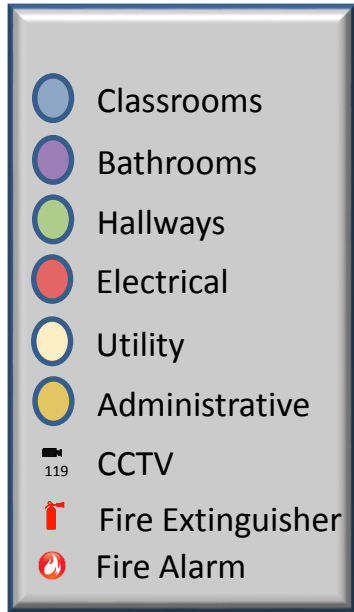 Classrooms
Bathrooms
Hallways
Electrical
Utility
Administrative
119 CCTV
Fire Extinguisher
Fire Alarm